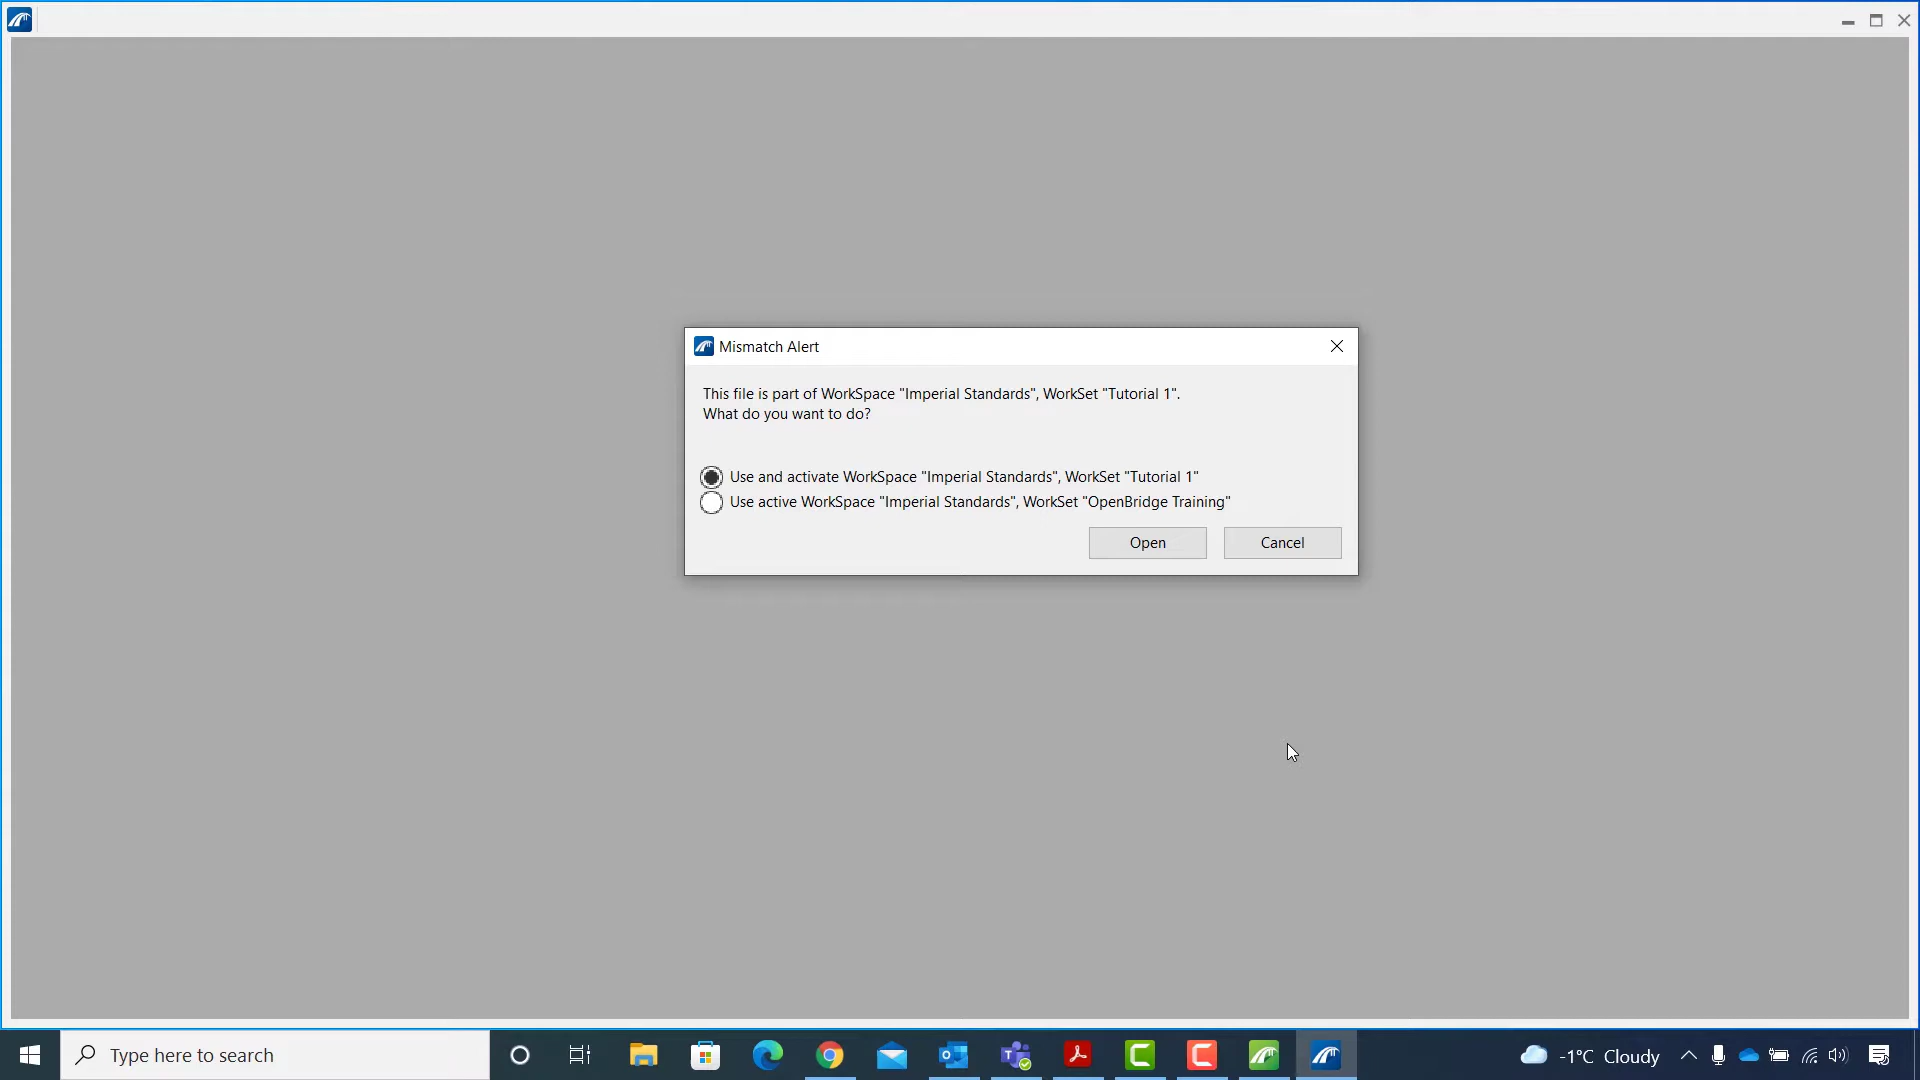 Mismatch Alert
This file is part of WorkSpace "Imperial Standards", WorkSet "Tutorial 1".
What do you want to do?
Use and activate WorkSpace "Imperial Standards", WorkSet "Tutorial 1"
Use active WorkSpace "Imperial Standards", WorkSet "OpenBridge Training"
Open Cancel
Type here to search
-1°C Cloudy